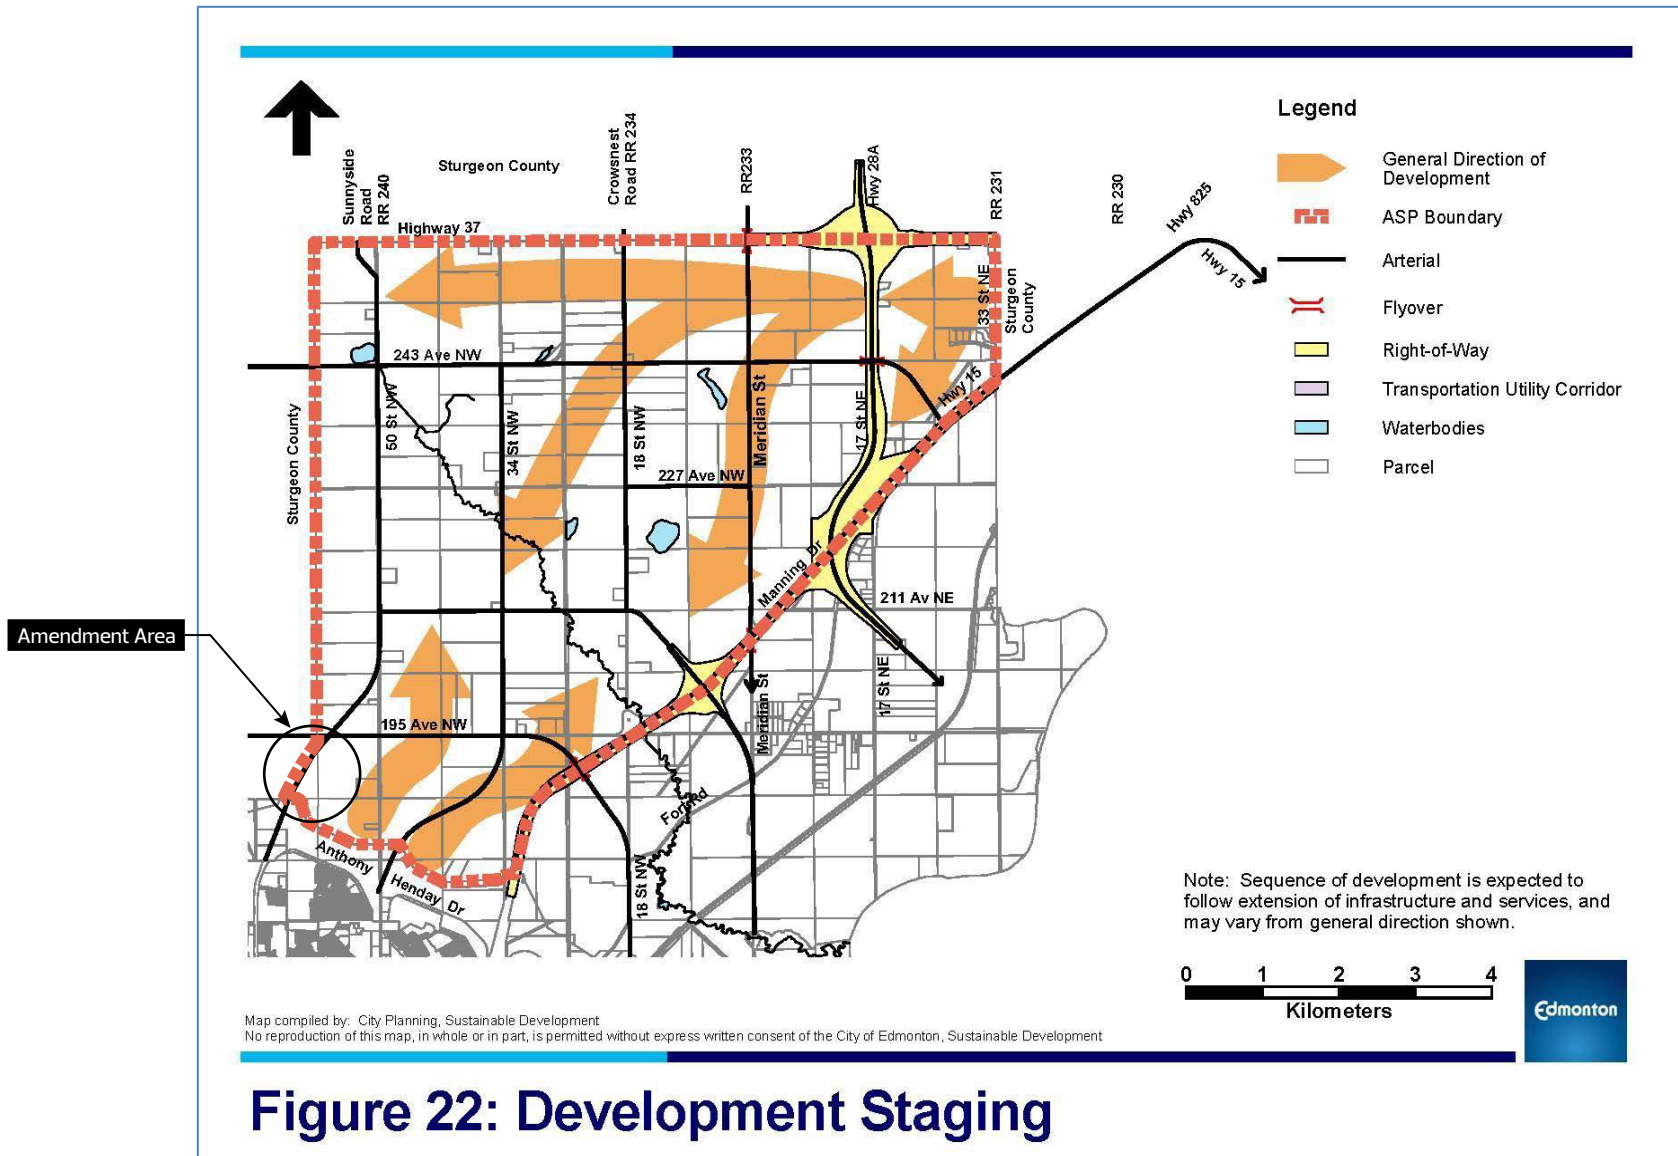 Sunnyside
Road
RR 240
Sturgeon County
Crowsnest
Road RR 234
RR233
Hwy 28A
RR 231
RR 230
Hwy 825
Hwy 15
Highway 37
33 St NE
Sturgeon
County
243 Ave NW
Hwy 15
Sturgeon County
50 St NW
34 St NW
18 St NW
Meridian St
17 St NE
227 Ave NW
Manning Dr
211 Av NE
Amendment Area
195 Ave NW
Meridian St
17 St NE
Fort Rd
Anthony
Henday Dr
18 St NW
Legend
General Direction of
Development
ASP Boundary
Arterial
Flyover
Right-of-Way
Transportation Utility Corridor
Waterbodies
Parcel
Note: Sequence of development is expected to
follow extension of infrastructure and services, and
may vary from general direction shown.
0 1 2 3 4
Kilometers
Edmonton
Map compiled by: City Planning, Sustainable Development
No reproduction of this map, in whole or in part, is permitted without express written consent of the City of Edmonton, Sustainable Development
Figure 22: Development Staging